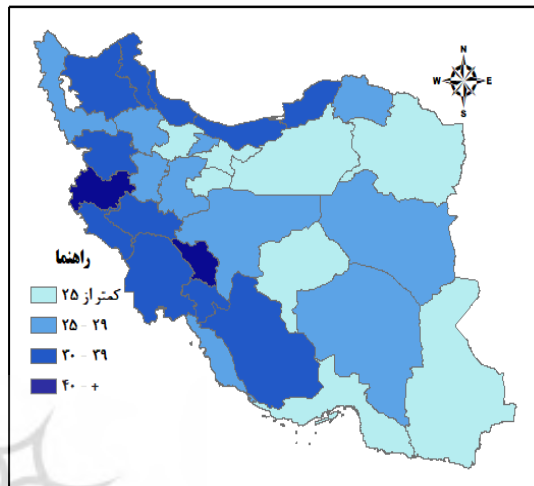 N
W E
S
راهنما
کمتر از ۲۵
۲۵ - ۲۹
۳۰ - ۳۹
۴۰ - +